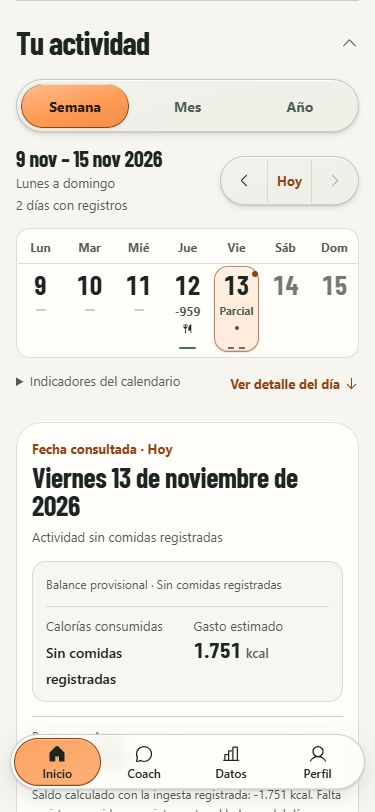 Tu actividad
Semana Mes Año
9 nov – 15 nov 2026
Lunes a domingo
2 días con registros
Hoy
Lun Mar Mié Jue Vie Sáb Dom
9 10 11 12 13 14 15
— — — -959 Parcial
Indicadores del calendario
Ver detalle del día ↓
Fecha consultada · Hoy
Viernes 13 de noviembre de
2026
Actividad sin comidas registradas
Balance provisional · Sin comidas registradas
Calorías consumidas Gasto estimado
Sin comidas
registradas
1.751 kcal
Inicio Coach Datos Perfil
Saldo calculado con la ingesta registrada: -1.751 kcal. Falta